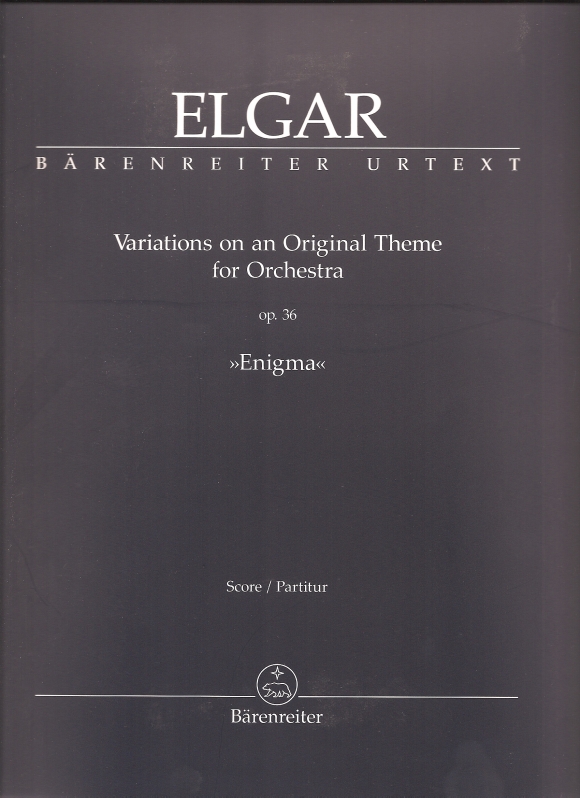 ELGAR
BÄRENREITER URTEXT
Variations on an Original Theme
for Orchestra
op. 36
»Enigma«
Score / Partitur
Bärenreiter